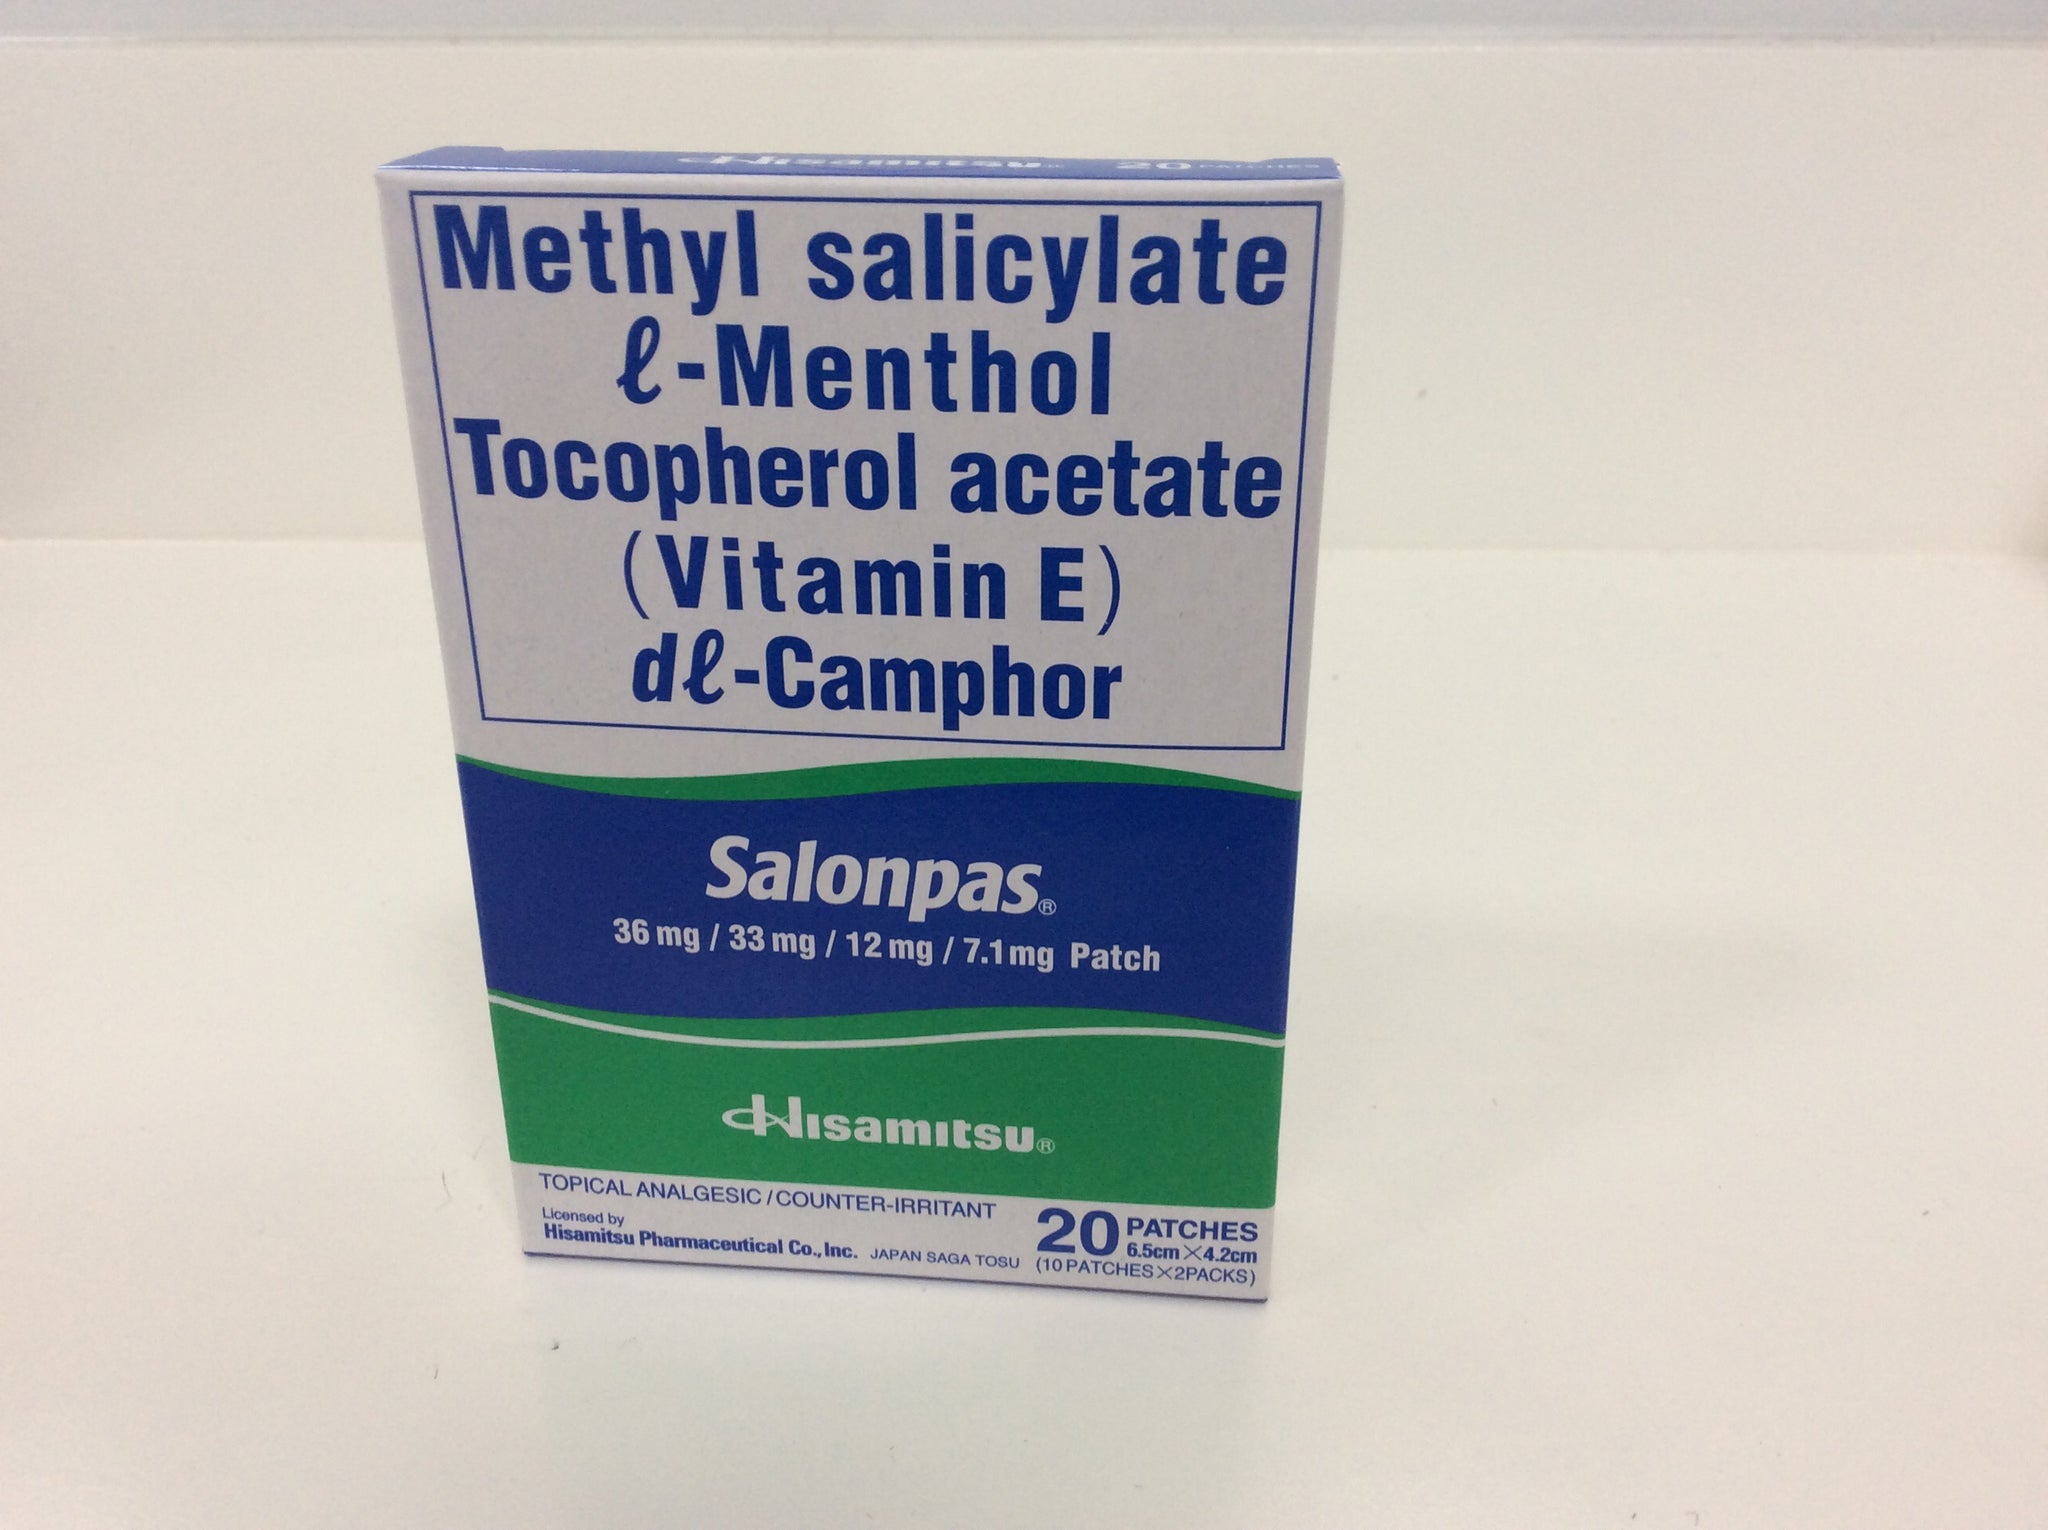 Hisamitsu® 20 PATCHES
Methyl salicylate
ℓ-Menthol
Tocopherol acetate
(Vitamin E)
dℓ-Camphor
Salonpas®
36 mg / 33 mg / 12 mg / 7.1mg Patch
Hisamitsu®
TOPICAL ANALGESIC / COUNTER-IRRITANT
Licensed by
Hisamitsu Pharmaceutical Co., Inc. JAPAN SAGA TOSU
20 PATCHES
6.5cm×4.2cm
(10 PATCHES×2PACKS)